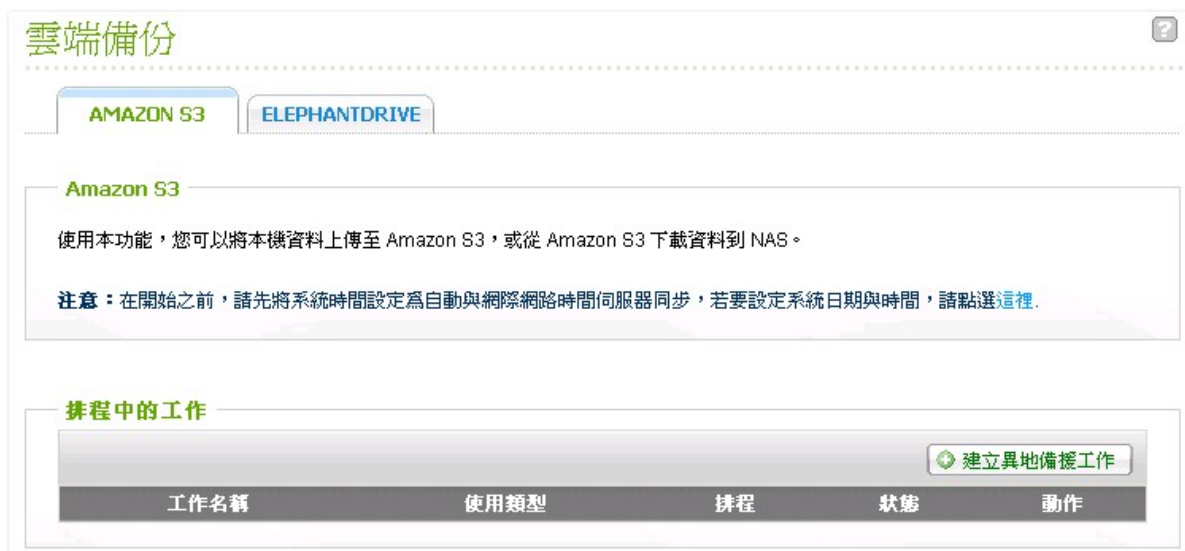 雲端備份
?
AMAZON S3
ELEPHANTDRIVE
Amazon S3
使用本功能，您可以將本機資料上傳至 Amazon S3，或從 Amazon S3 下載資料到 NAS。
注意：在開始之前，請先將系統時間設定為自動與網際網路時間伺服器同步，若要設定系統日期與時間，請點選這裡.
排程中的工作
建立異地備援工作
工作名稱 使用類型 排程 狀態 動作